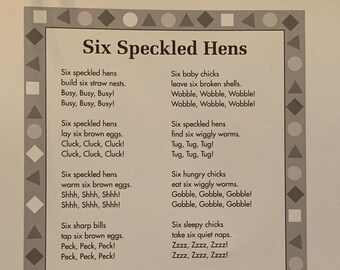 Six Speckled Hens
Six speckled hens
build six straw nests.
Busy, Busy, Busy!
Busy, Busy, Busy!
Six speckled hens
lay six brown eggs.
Cluck, Cluck, Cluck!
Cluck, Cluck, Cluck!
Six speckled hens
warm six brown eggs.
Shhh, Shhh, Shhh!
Shhh, Shhh, Shhh!
Six sharp bills
tap six brown eggs.
Peck, Peck, Peck!
Peck, Peck, Peck!
Six baby chicks
leave six broken shells.
Wobble, Wobble, Wobble!
Wobble, Wobble, Wobble!
Six speckled hens
find six wiggly worms.
Tug, Tug, Tug!
Tug, Tug, Tug!
Six hungry chicks
eat six wiggly worms.
Gobble, Gobble, Gobble!
Gobble, Gobble, Gobble!
Six sleepy chicks
take six quiet naps.
Zzzz, Zzzz, Zzzz!
Zzzz, Zzzz, Zzzz!